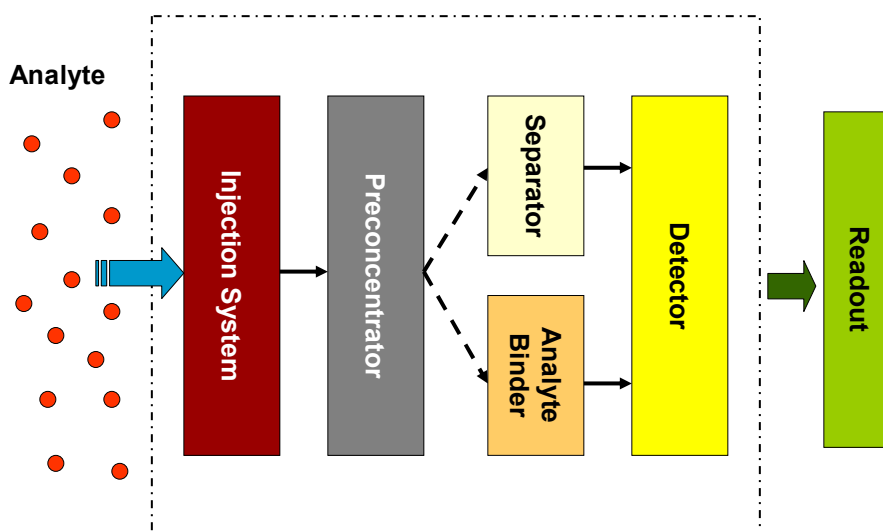 Analyte
Injection System
Preconcentrator
Separator
Analyte
Binder
Detector
Readout